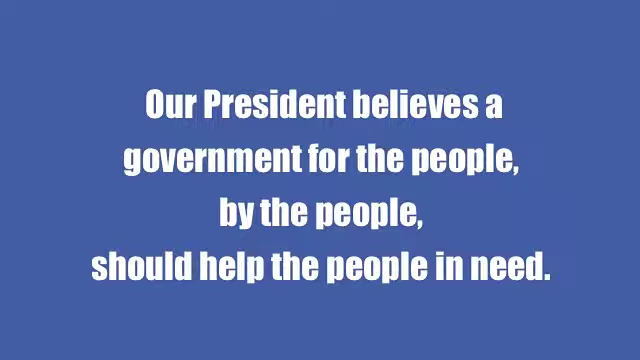 Our President believes a
government for the people,
by the people,
should help the people in need.